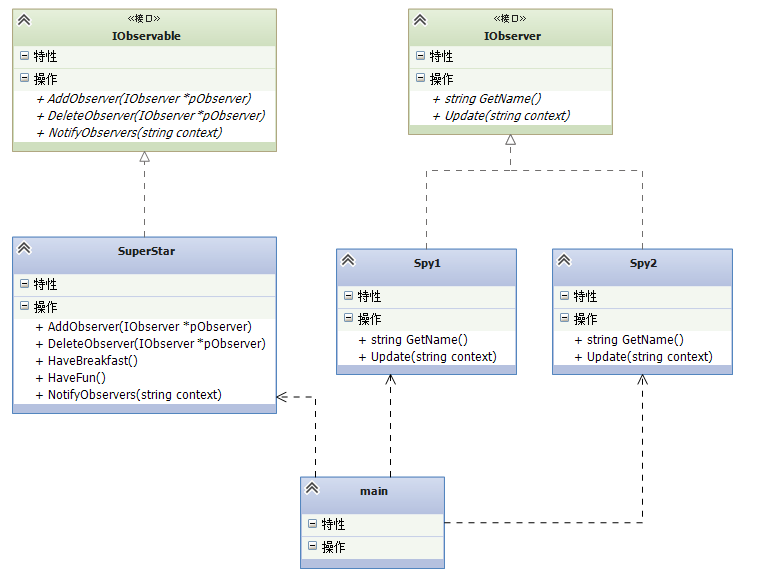 «接口»
IObservable
特性
操作
+ AddObserver(IObserver *pObserver)
+ DeleteObserver(IObserver*pObserver)
+ NotifyObservers(string context)
«接口»
IObserver
特性
操作
+ string GetName()
+ Update(string context)
SuperStar
特性
操作
+ AddObserver(IObserver *pObserver)
+ DeleteObserver(IObserver *pObserver)
+ HaveBreakfast()
+ HaveFun()
+ NotifyObservers(string context)
Spy1
特性
操作
+ string GetName()
+ Update(string context)
Spy2
特性
操作
+ string GetName()
+ Update(string context)
main
特性
操作